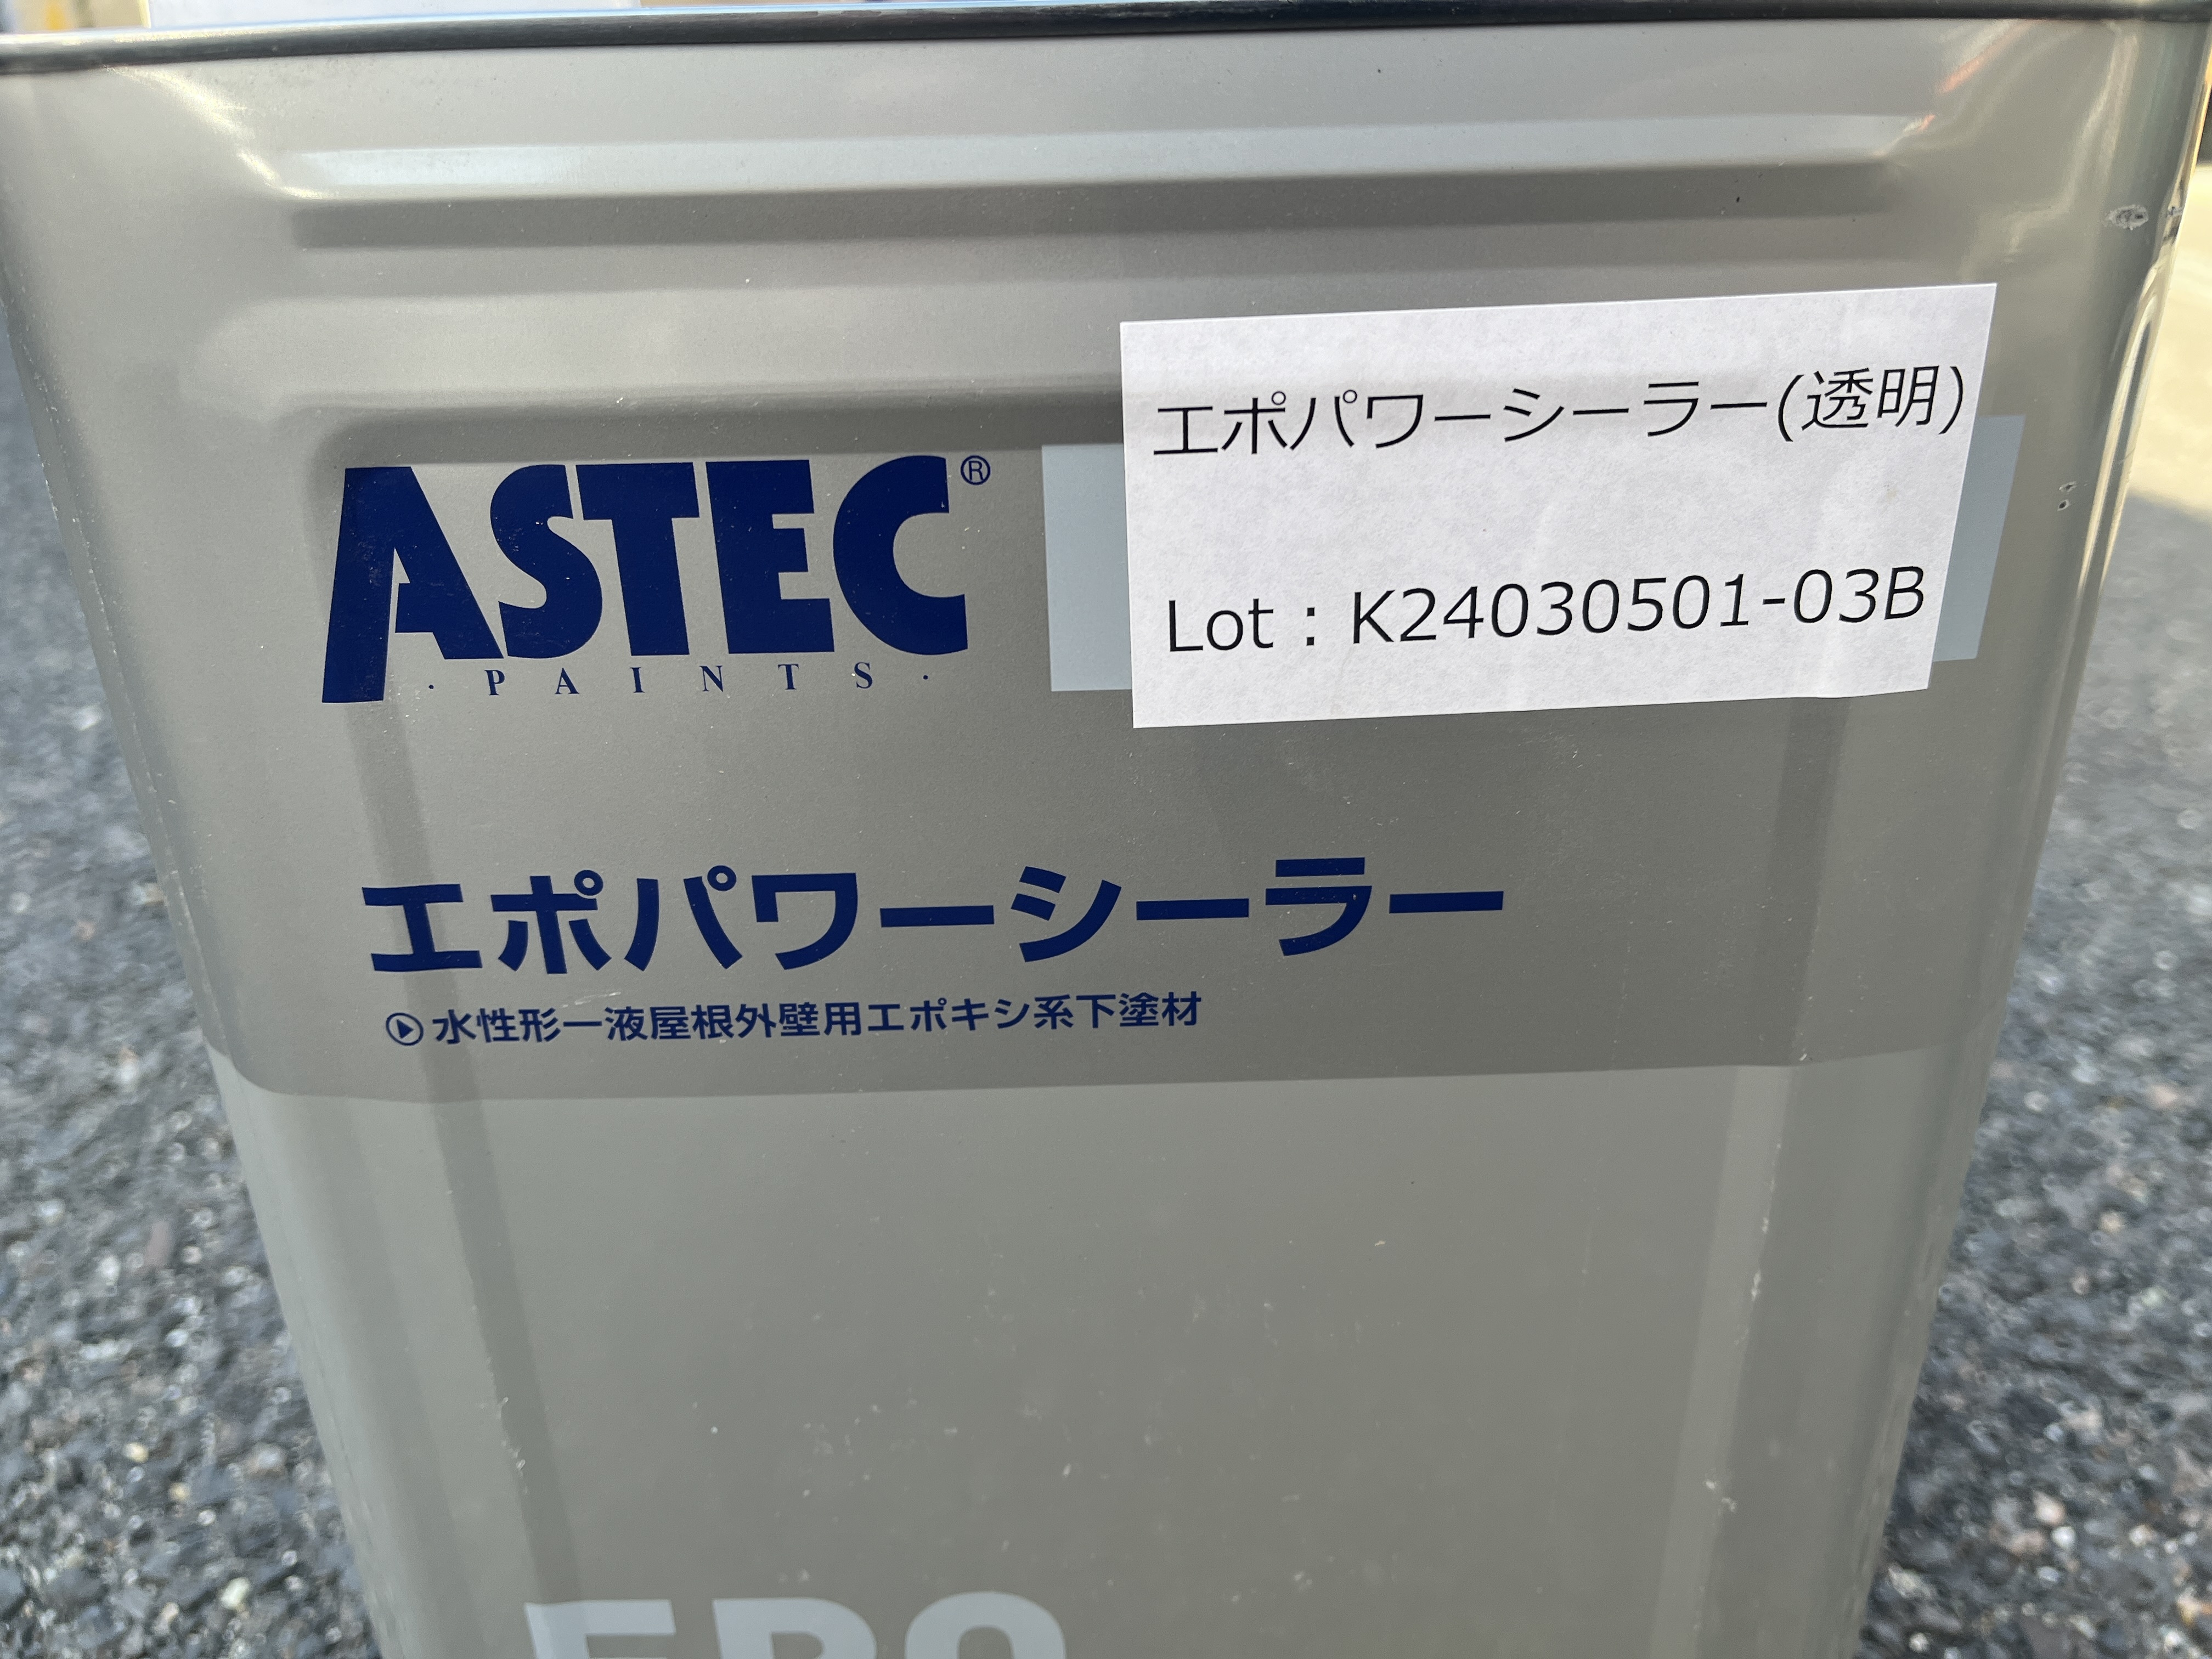 エポパワーシーラー(透明)
Lot : K24030501-03B
ASTEC®
・PAINTS・
エポパワーシーラー
水性形一液屋根外壁用エポキシ系下塗材
EPO